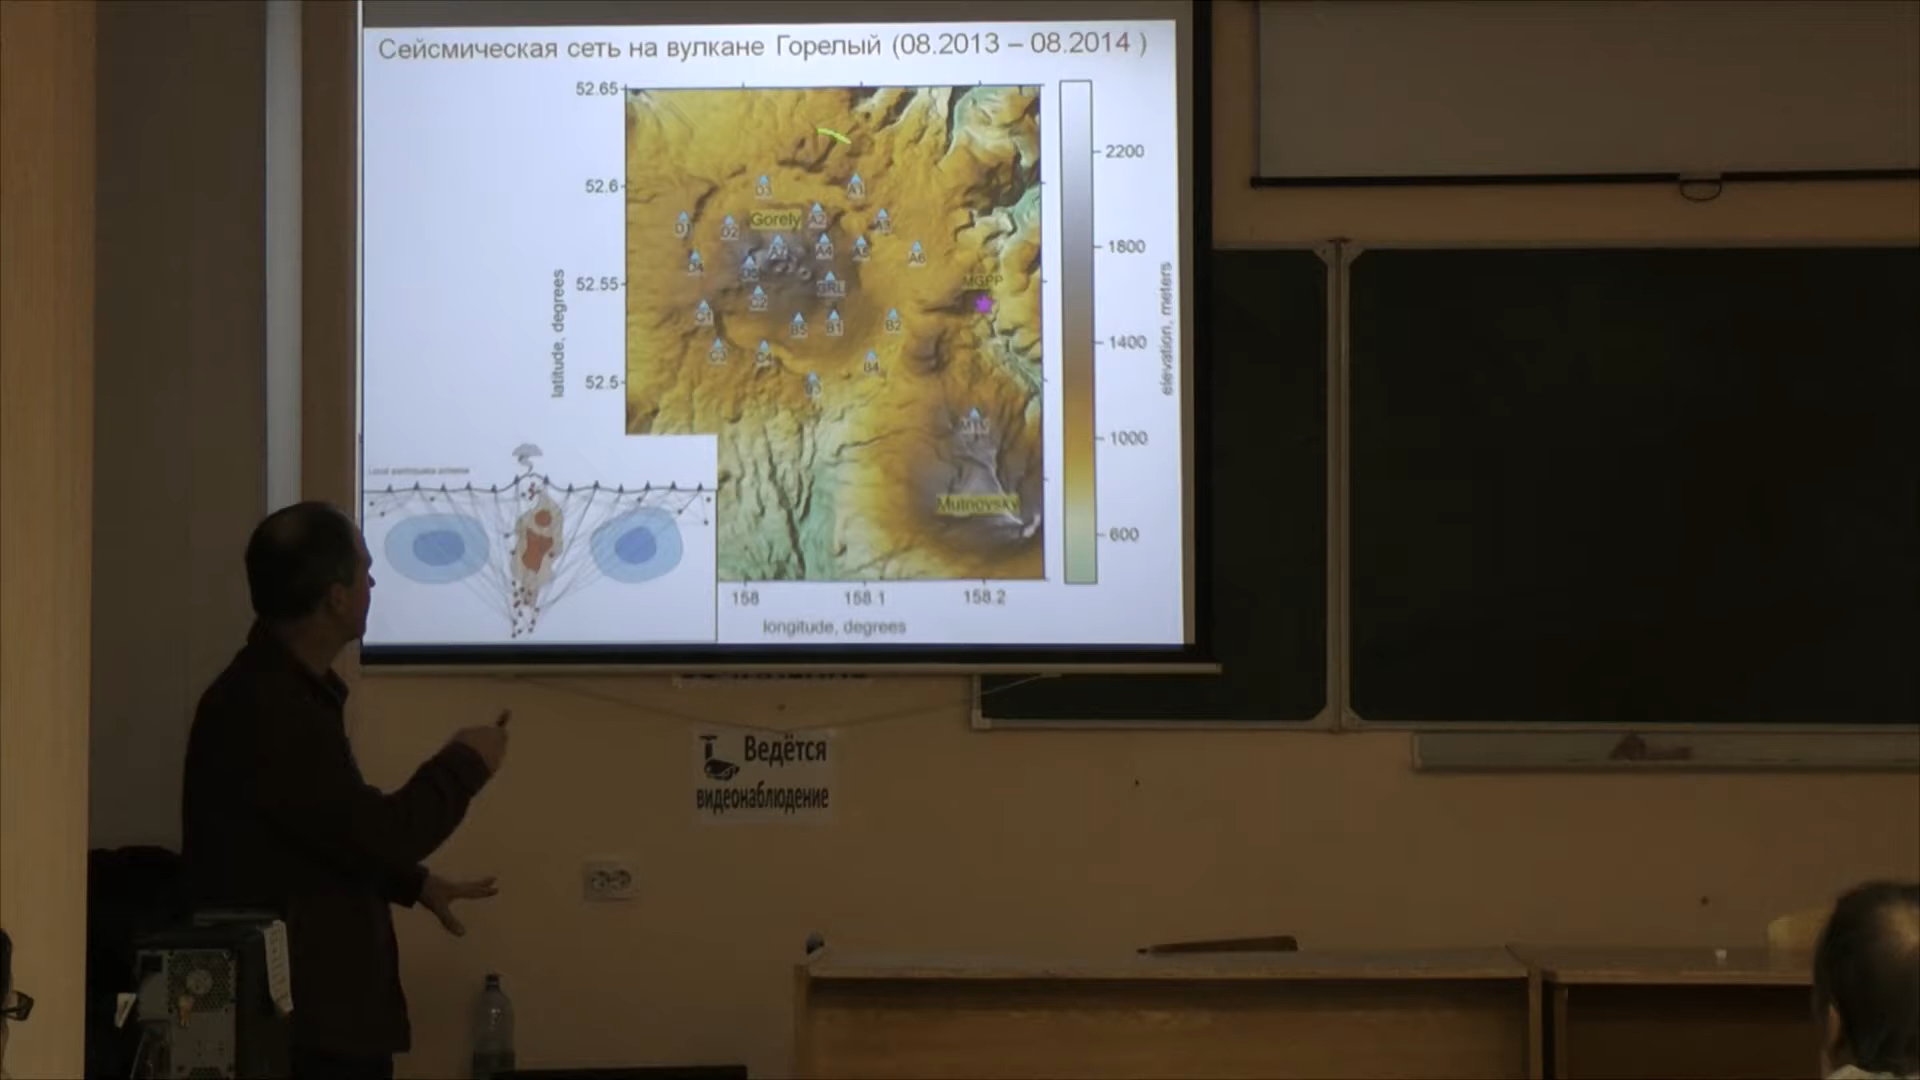 Сейсмическая сеть на вулкане Горелый (08.2013 – 08.2014 )
52.65
52.6
52.55
52.5
latitude, degrees
D3
A1
D1
D2
Gorely
A2
A3
D4
A4
A5
A6
MGPP
C2
GRL
C1
B5
B1
B2
C3
C4
B4
B3
Mutnovsky
2200
1800
1400
1000
600
elevation, meters
158
158.1
158.2
longitude, degrees
Ведётся
видеонаблюдение